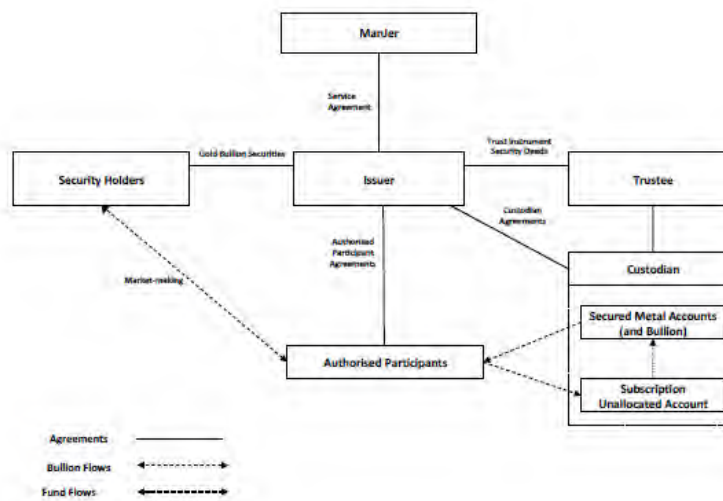 ManJer
Service
Agreement
Gold Bullion Securities
Trust Instrument
Security Deeds
Security Holders
Issuer
Trustee
Custodian
Agreements
Authorised
Participant
Agreements
Custodian
Market-making
Secured Metal Accounts
(and Bullion)
Authorised Participants
Subscription
Unallocated Account
Agreements
Bullion Flows
Fund Flows